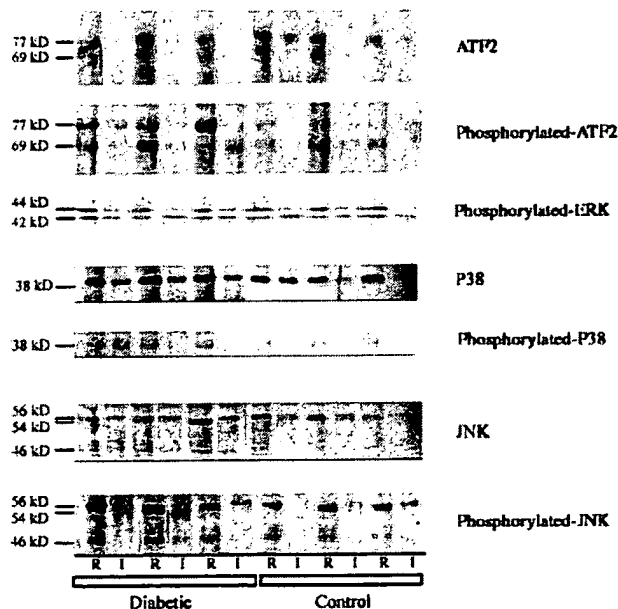 77 kD
69 kD
ATF2
77 kD
69 kD
Phosphorylated-ATF2
44 kD
42 kD
Phosphorylated-ERK
38 kD
P38
38 kD
Phosphorylated-P38
56 kD
54 kD
46 kD
JNK
56 kD
54 kD
46 kD
Phosphorylated-JNK
R I R I R I R I R I R I
Diabetic Control